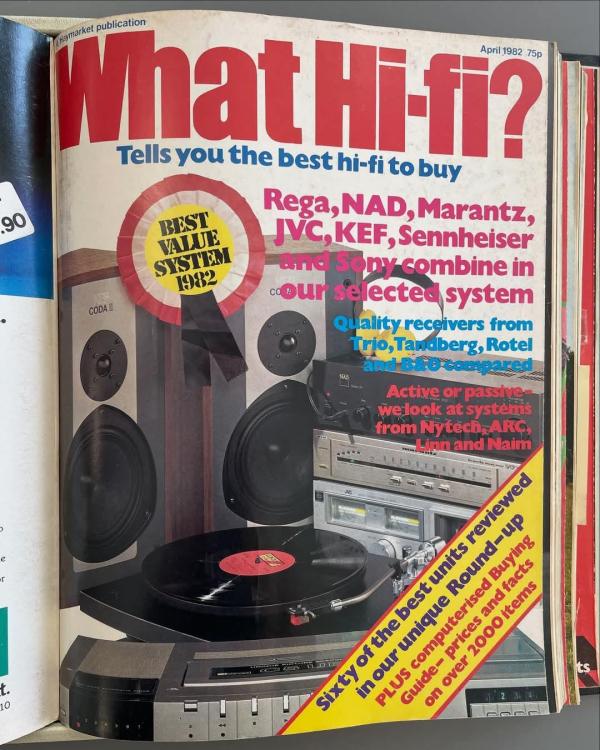 A Haymarket publication
April 1982 75p
What Hi-fi?
Tells you the best hi-fi to buy
BEST
VALUE
SYSTEM
1982
Rega, NAD, Marantz,
JVC, KEF, Sennheiser
and Sony combine in
our selected system
Quality receivers from
Trio, Tandberg, Rotel
and B&O compared
Active or passive–
we look at systems
from Nytech, ARC,
Linn and Naim
CODA II
NAD
JVC
Sixty of the best units reviewed
in our unique Round-up
PLUS computerised Buying
Guide– prices and facts
on over 2000 items
.90
t.
10
ts